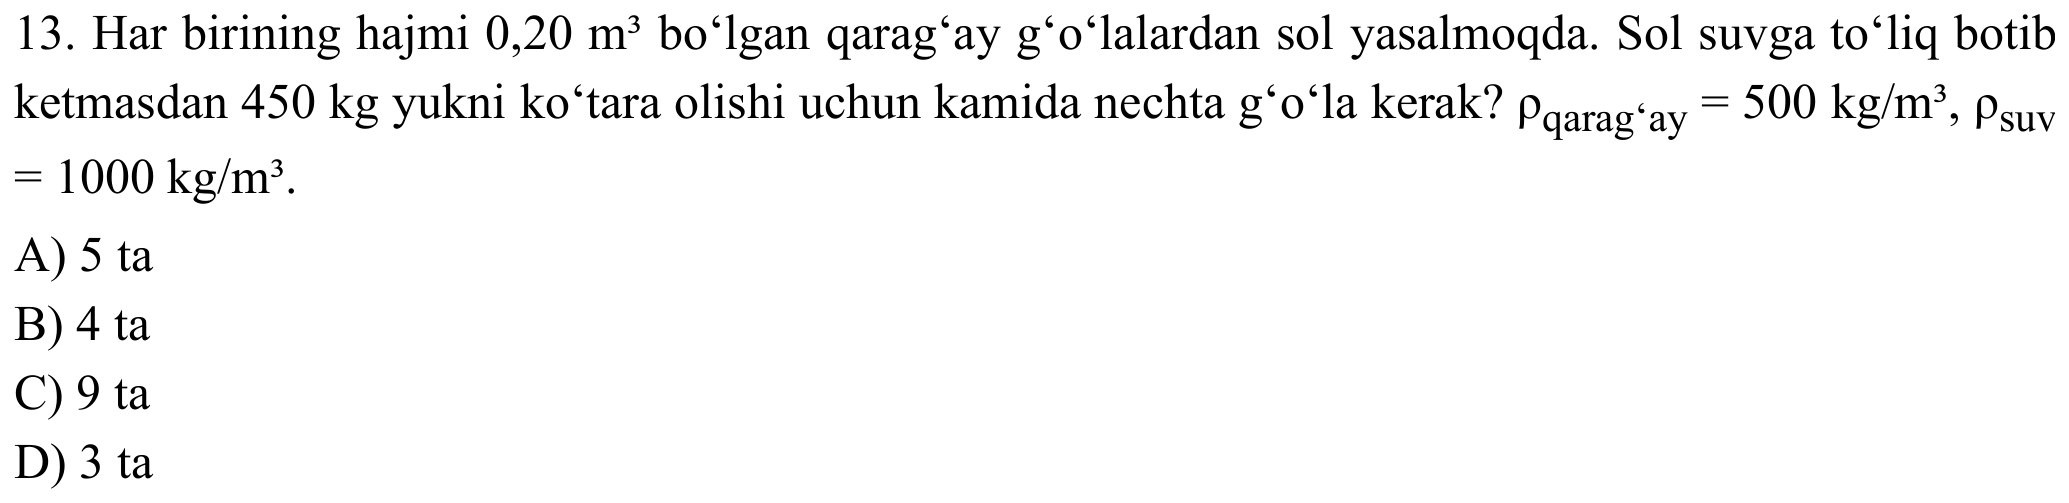 13. Har birining hajmi 0,20 m³ bo‘lgan qarag‘ay g‘o‘lalardan sol yasalmoqda. Sol suvga to‘liq botib
ketmasdan 450 kg yukni ko‘tara olishi uchun kamida nechta g‘o‘la kerak? ρqarag‘ay = 500 kg/m³, ρsuv
= 1000 kg/m³.
A) 5 ta
B) 4 ta
C) 9 ta
D) 3 ta